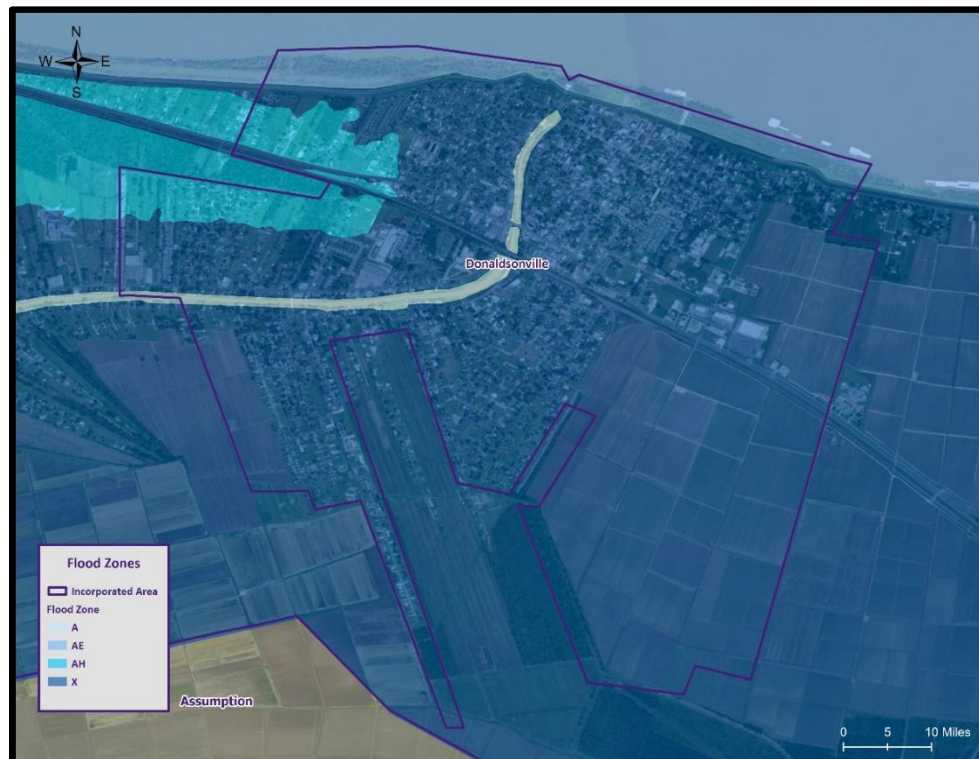 N
W E
S
Donaldsonville
Flood Zones
Incorporated Area
Flood Zone
A
AE
AH
X
Assumption
0 5 10 Miles